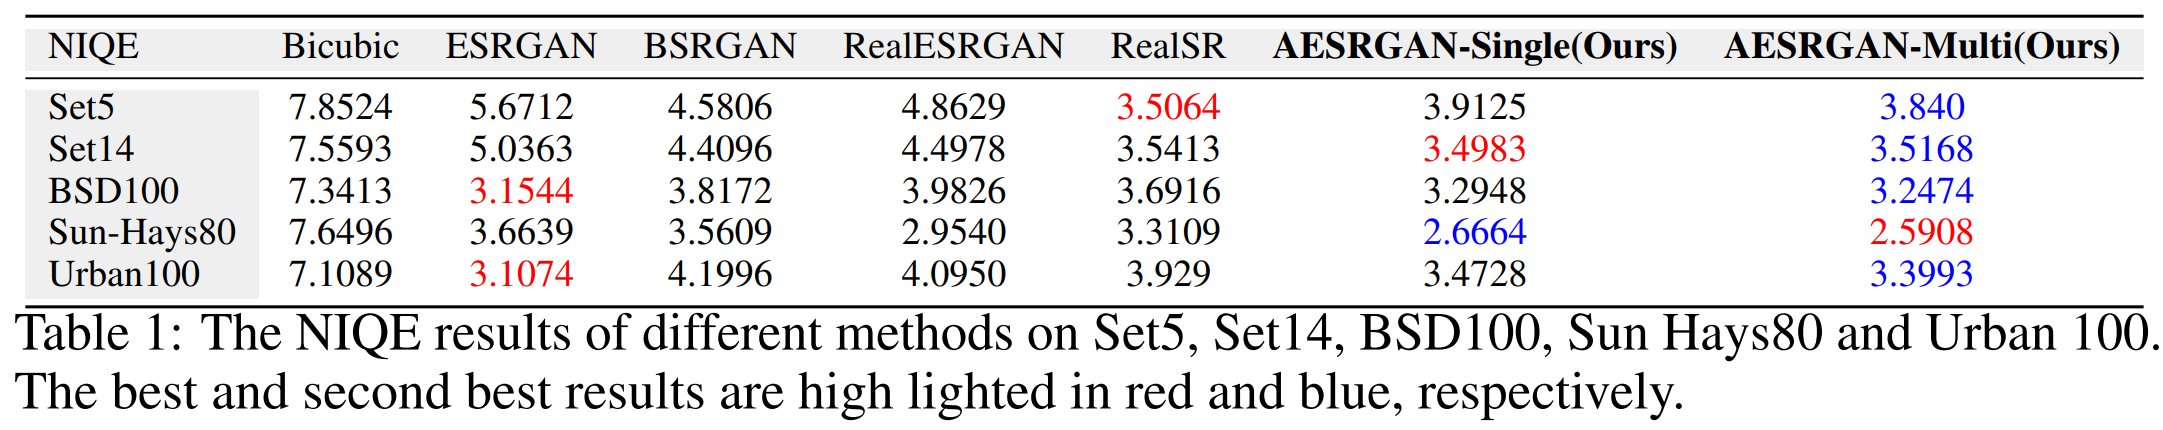 NIQE Bicubic ESRGAN BSRGAN RealESRGAN RealSR AESRGAN-Single(Ours) AESRGAN-Multi(Ours)
Set5 7.8524 5.6712 4.5806 4.8629 3.5064 3.9125 3.840
Set14 7.5593 5.0363 4.4096 4.4978 3.5413 3.4983 3.5168
BSD100 7.3413 3.1544 3.8172 3.9826 3.6916 3.2948 3.2474
Sun-Hays80 7.6496 3.6639 3.5609 2.9540 3.3109 2.6664 2.5908
Urban100 7.1089 3.1074 4.1996 4.0950 3.929 3.4728 3.3993
Table 1: The NIQE results of different methods on Set5, Set14, BSD100, Sun Hays80 and Urban 100.
The best and second best results are high lighted in red and blue, respectively.